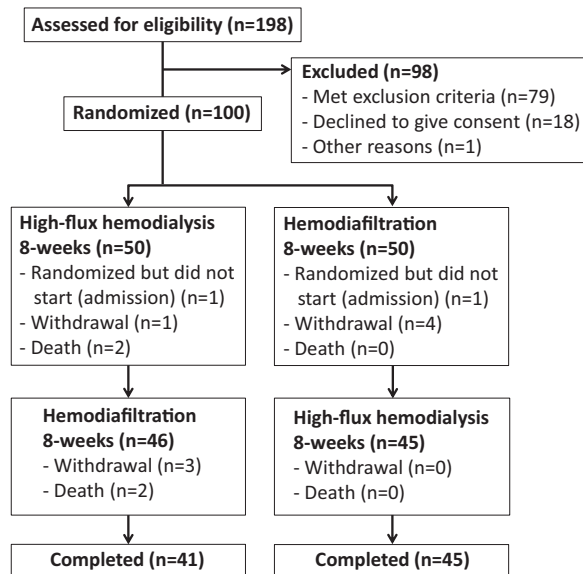 Assessed for eligibility (n=198)
Excluded (n=98)
- Met exclusion criteria (n=79)
- Declined to give consent (n=18)
- Other reasons (n=1)
Randomized (n=100)
High-flux hemodialysis
8-weeks (n=50)
- Randomized but did not
start (admission) (n=1)
- Withdrawal (n=1)
- Death (n=2)
Hemodiafiltration
8-weeks (n=50)
- Randomized but did not
start (admission) (n=1)
- Withdrawal (n=4)
- Death (n=0)
Hemodiafiltration
8-weeks (n=46)
- Withdrawal (n=3)
- Death (n=2)
High-flux hemodialysis
8-weeks (n=45)
- Withdrawal (n=0)
- Death (n=0)
Completed (n=41)
Completed (n=45)